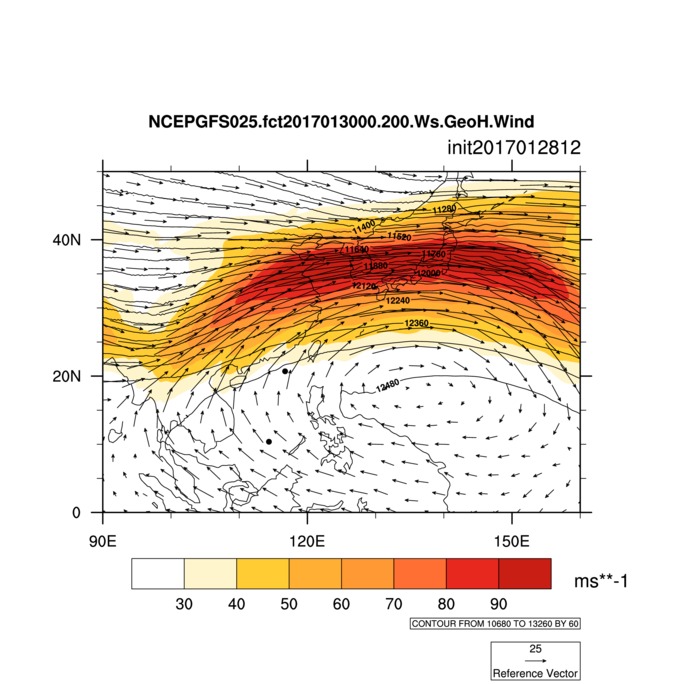 NCEPGFS025.fct2017013000.200.Ws.GeoH.Wind
init2017012812
40N
20N
0
11280
11400
11520
11640
11760
11880
12000
12120
12240
12360
12480
90E 120E 150E
30 40 50 60 70 80 90
ms**-1
CONTOUR FROM 10680 TO 13260 BY 60
25
Reference Vector